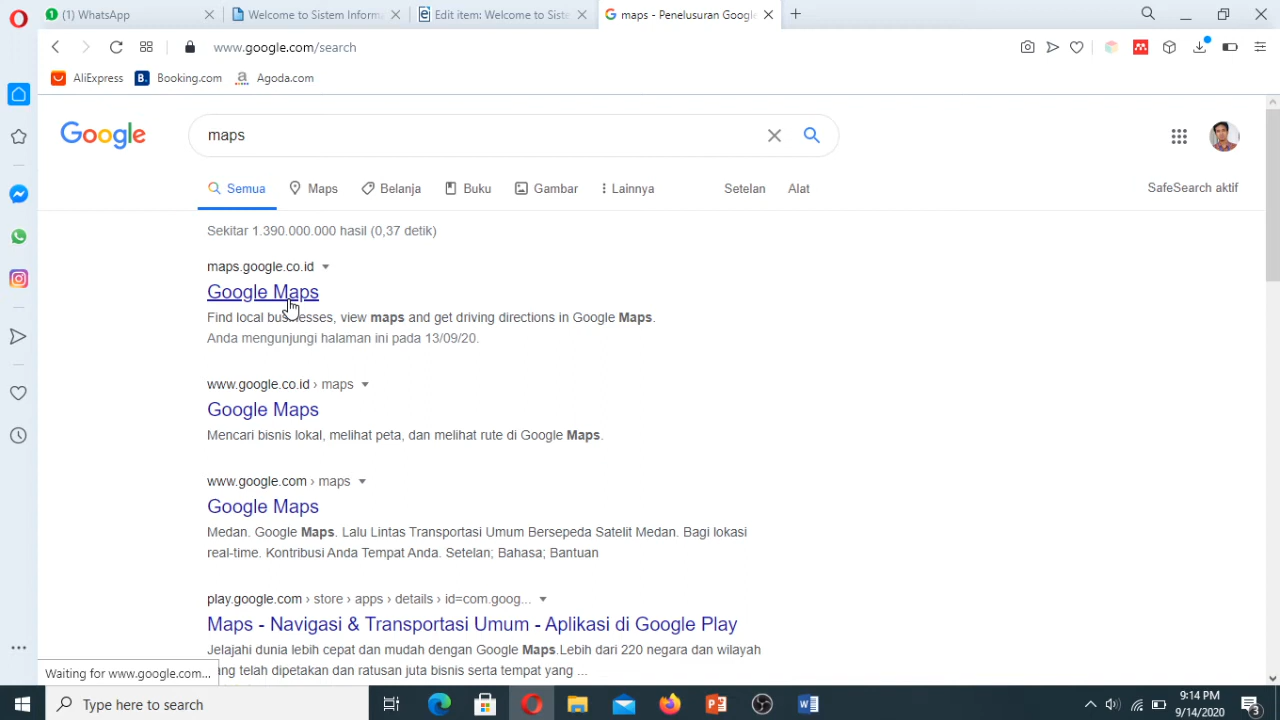 (1) WhatsApp
Welcome to Sistem Inform
Edit item: Welcome to Siste
maps - Penelusuran Google
www.google.com/search
AliExpress
Booking.com
Agoda.com
Google
maps
Semua
Maps
Belanja
Buku
Gambar
Lainnya
Setelan
Alat
SafeSearch aktif
Sekitar 1.390.000.000 hasil (0,37 detik)
maps.google.co.id
Google Maps
Find local businesses, view maps and get driving directions in Google Maps.
Anda mengunjungi halaman ini pada 13/09/20.
www.google.co.id › maps
Google Maps
Mencari bisnis lokal, melihat peta, dan melihat rute di Google Maps.
www.google.com › maps
Google Maps
Medan. Google Maps. Lalu Lintas Transportasi Umum Bersepeda Satelit Medan. Bagi lokasi
real-time. Kontribusi Anda Tempat Anda. Setelan; Bahasa; Bantuan
play.google.com › store › apps › details › id=com.goog...
Maps - Navigasi & Transportasi Umum - Aplikasi di Google Play
Jelajahi dunia lebih cepat dan mudah dengan Google Maps.Lebih dari 220 negara dan wilayah
yang telah dipetakan dan ratusan juta bisnis serta tempat yang ...
Waiting for www.google.com...
Type here to search
9:14 PM
9/14/2020
3